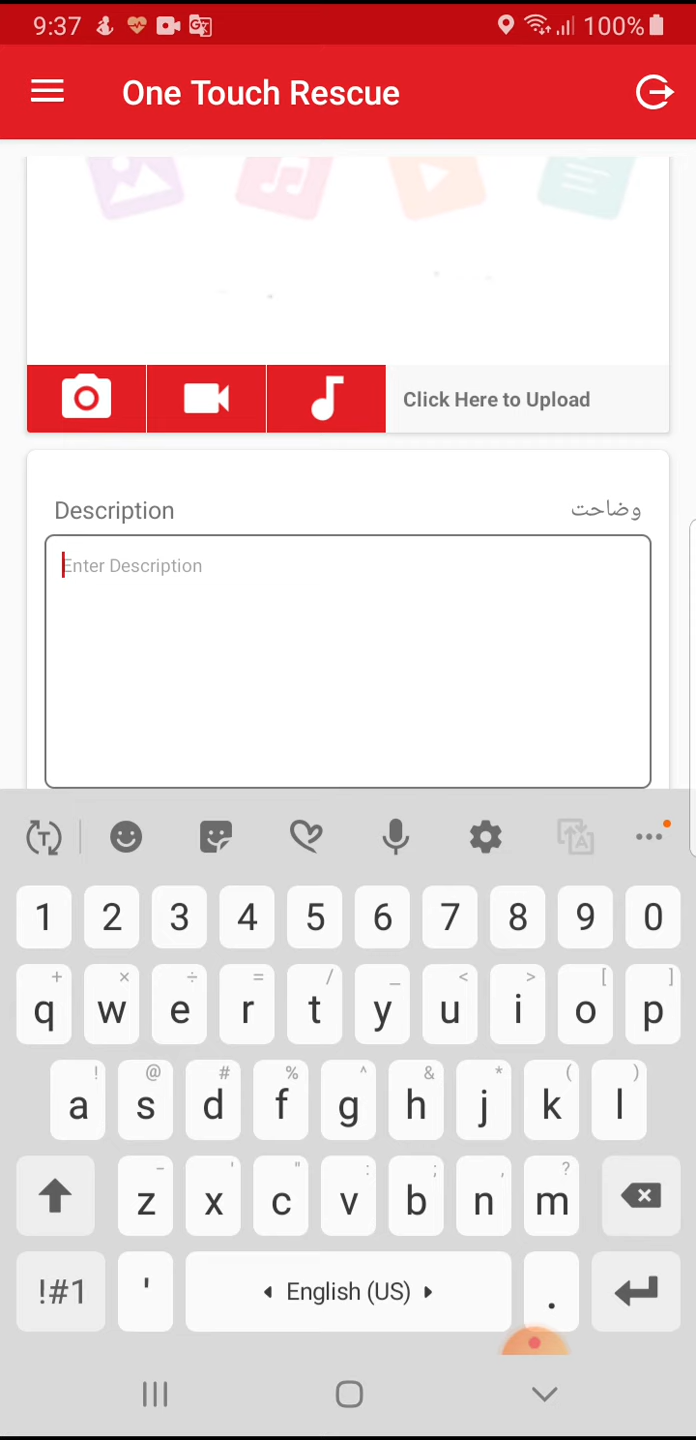 9:37 100%
One Touch Rescue
Click Here to Upload
Description وضاحت
Enter Description
1 2 3 4 5 6 7 8 9 0
+ × ÷ = / _ < > [ ]
q w e r t y u i o p
! @ # % ^ & * ( )
a s d f g h j k l
- ' " : ; , ?
z x c v b n m
!#1 ' English (US) .